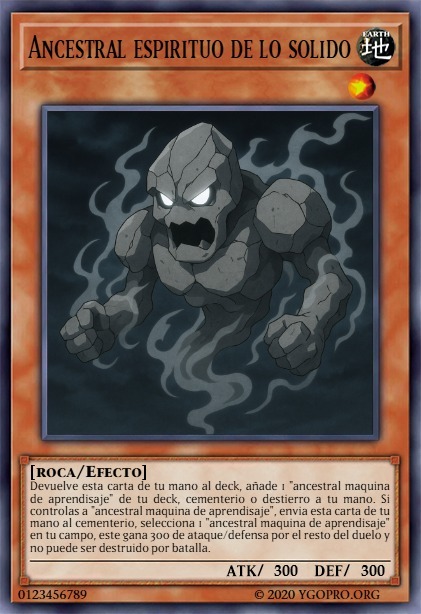 ANCESTRAL ESPIRITUO DE LO SOLIDO
EARTH
地
[ROCA/EFECTO]
Devuelve esta carta de tu mano al deck, añade 1 "ancestral maquina
de aprendisaje" de tu deck, cementerio o destierro a tu mano. Si
controlas a "ancestral maquina de aprendisaje", envia esta carta de tu
mano al cementerio, selecciona 1 "ancestral maquina de aprendisaje"
en tu campo, este gana 300 de ataque/defensa por el resto del duelo y
no puede ser destruido por batalla.
ATK/ 300 DEF/ 300
0123456789
© 2020 YGOPRO.ORG